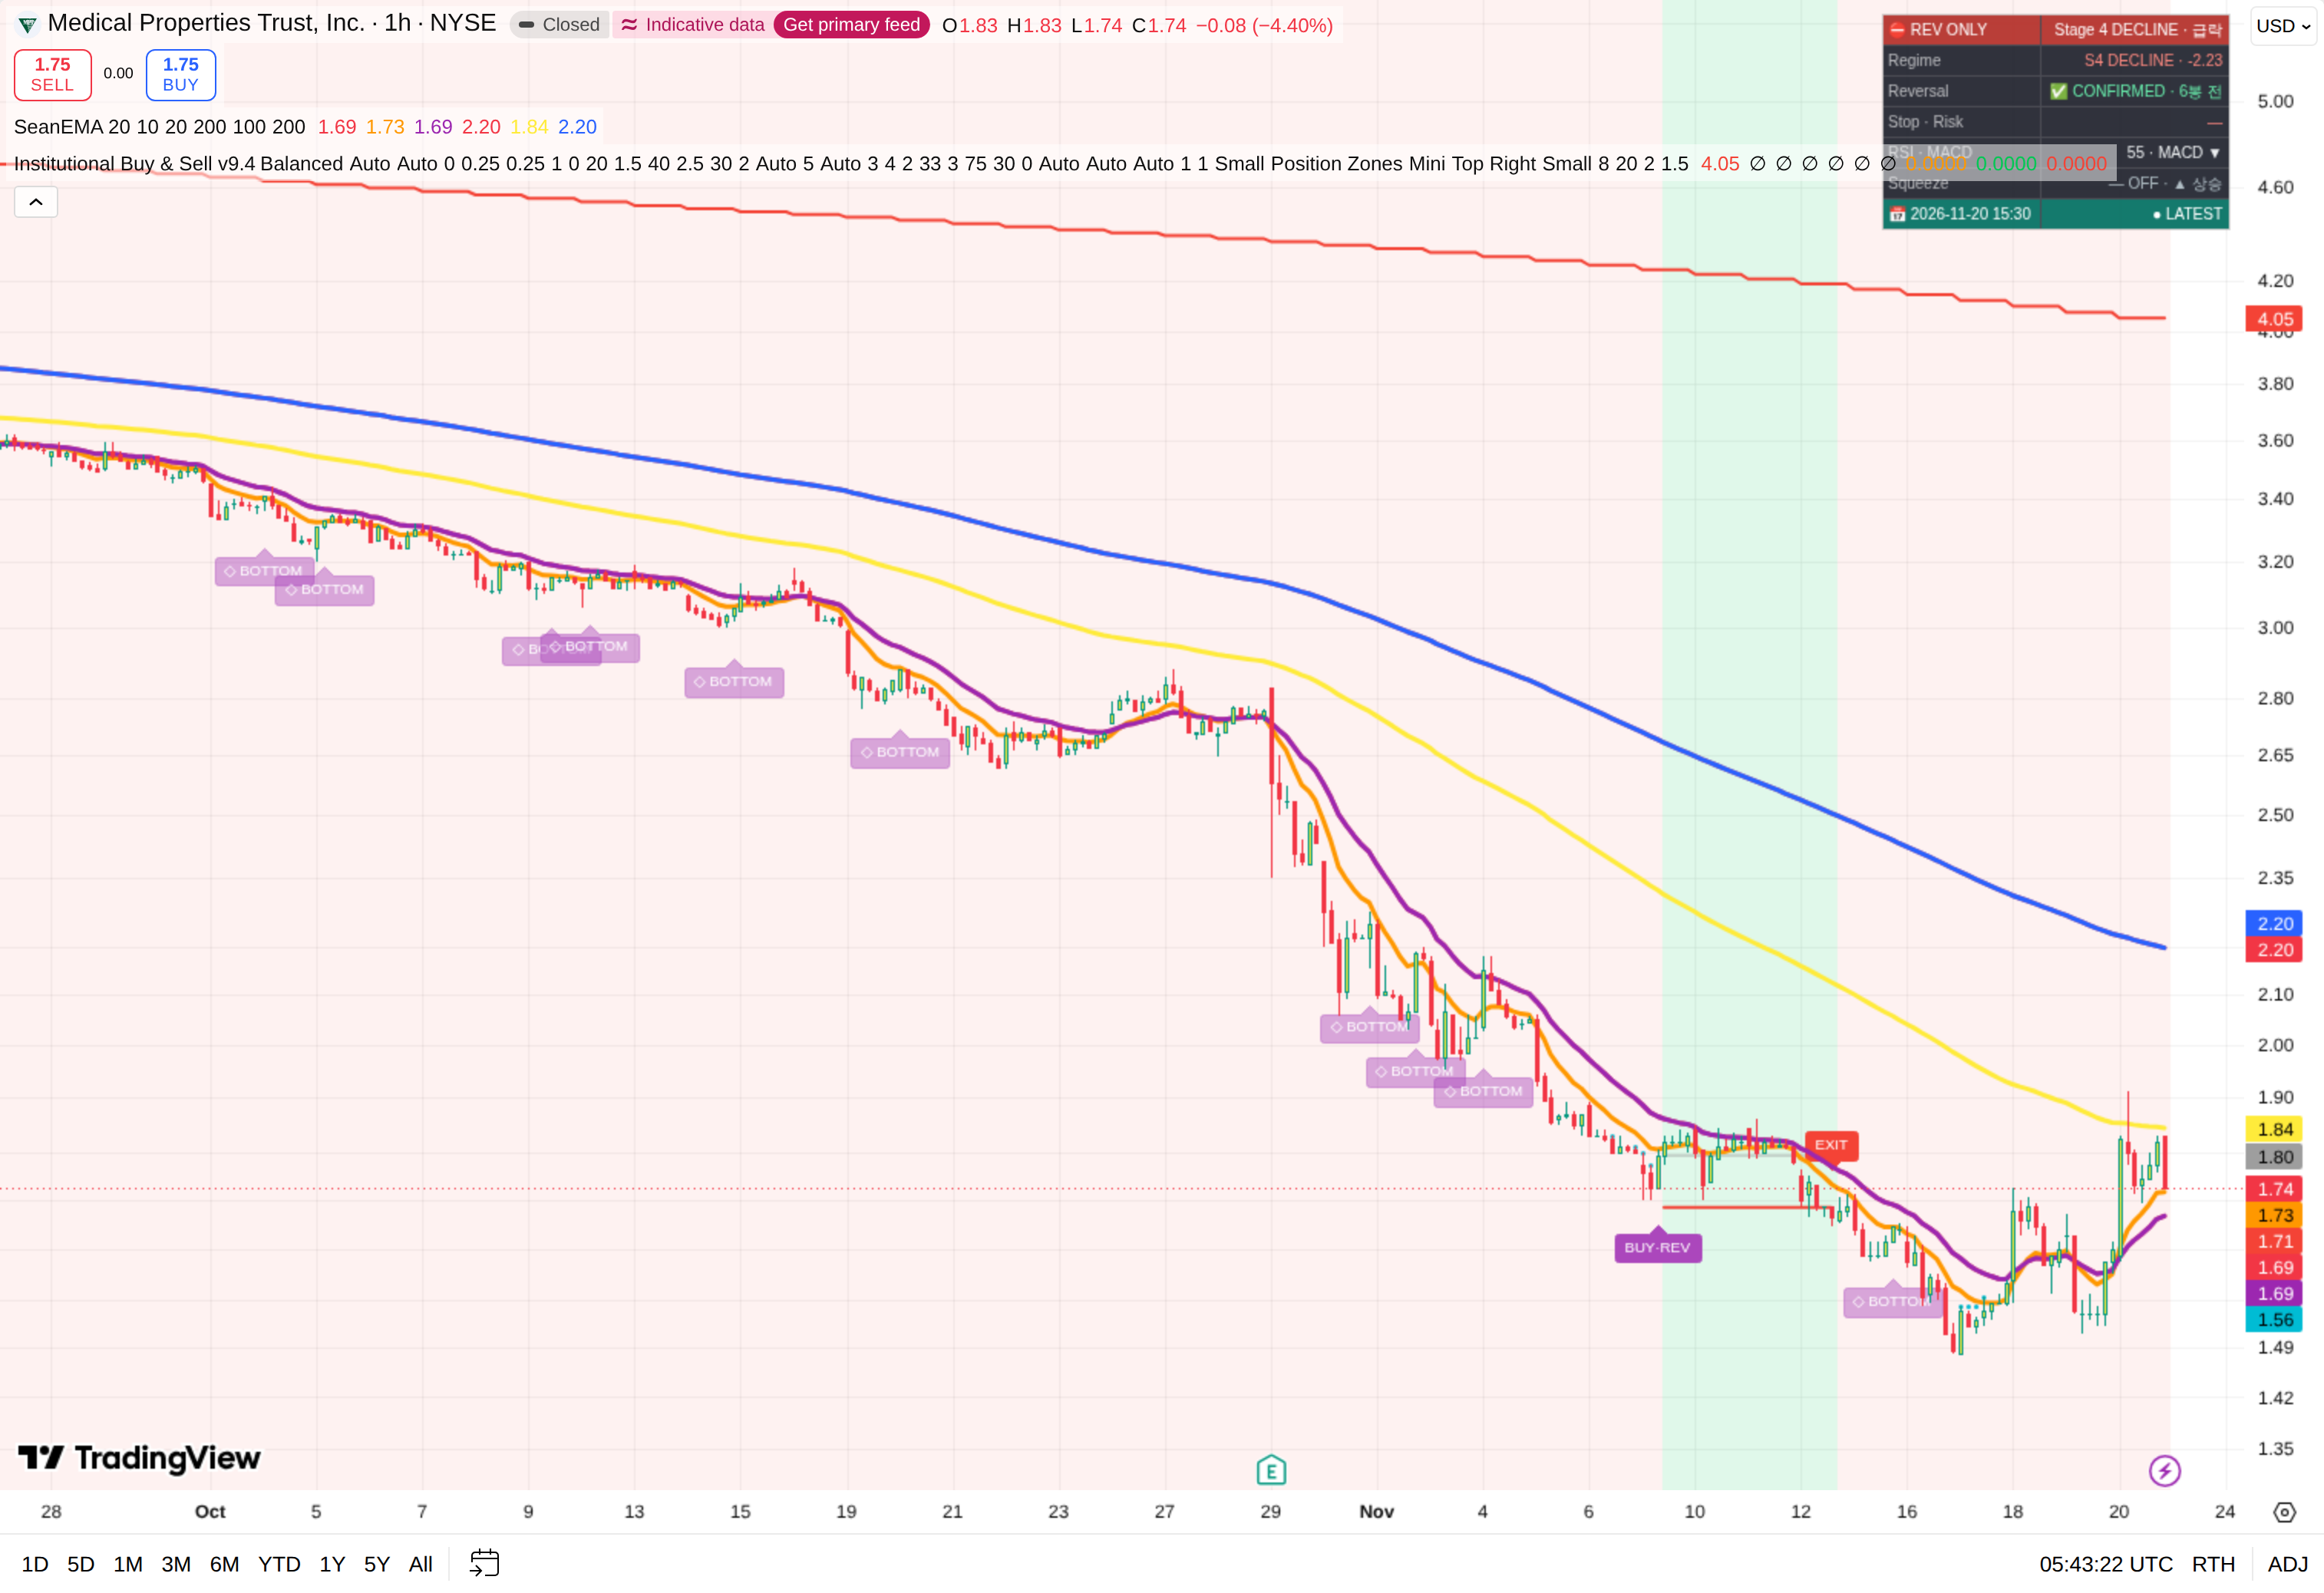 Medical Properties Trust, Inc. · 1h · NYSE Closed Indicative data Get primary feed O1.83 H1.83 L1.74 C1.74 −0.08 (−4.40%)
1.75 SELL 0.00 1.75 BUY
SeanEMA 20 10 20 200 100 200 1.69 1.73 1.69 2.20 1.84 2.20
Institutional Buy & Sell v9.4 Balanced Auto Auto 0 0.25 0.25 1 0 20 1.5 40 2.5 30 2 Auto 5 Auto 3 4 2 33 3 75 30 0 Auto Auto Auto 1 1 Small Position Zones Mini Top Right Small 8 20 2 1.5 4.05 ∅ ∅ ∅ ∅ ∅ ∅ 0.0000 0.0000 0.0000
REV ONLY Stage 4 DECLINE · 급락
Regime S4 DECLINE · -2.23
Reversal ✅ CONFIRMED · 6봉 전
Stop · Risk —
RSI · MACD 55 · MACD ▼
Squeeze — OFF · ▲ 상승
2026-11-20 15:30 ● LATEST
USD
5.00
4.60
4.20
4.05
4.00
3.80
3.60
3.40
3.20
3.00
2.80
2.65
2.50
2.35
2.20
2.20
2.10
2.00
1.90
1.84
1.80
1.74
1.73
1.71
1.69
1.69
1.56
1.49
1.42
1.35
◇ BOTTOM
◇ BOTTOM
◇ BO
◇ BOTTOM
◇ BOTTOM
◇ BOTTOM
◇ BOTTOM
◇ BOTTOM
◇ BOTTOM
EXIT
BUY·REV
◇ BOTTOM
TradingView
E
28 Oct 5 7 9 13 15 19 21 23 27 29 Nov 4 6 10 12 16 18 20 24
1D 5D 1M 3M 6M YTD 1Y 5Y All 05:43:22 UTC RTH ADJ